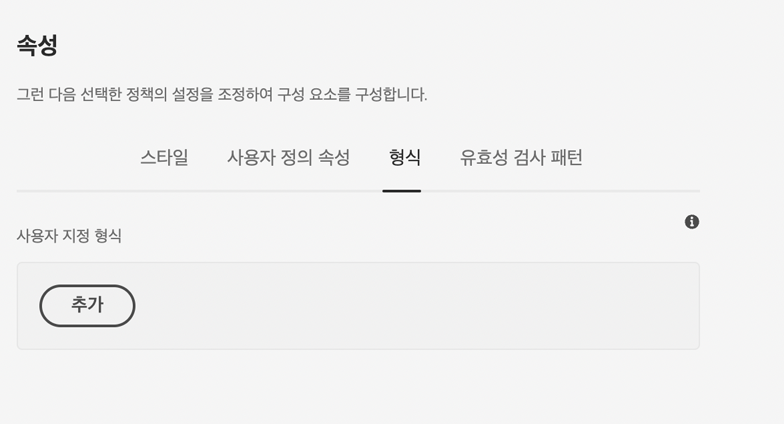 속성
그런 다음 선택한 정책의 설정을 조정하여 구성 요소를 구성합니다.
스타일 사용자 정의 속성 형식 유효성 검사 패턴
사용자 지정 형식
추가